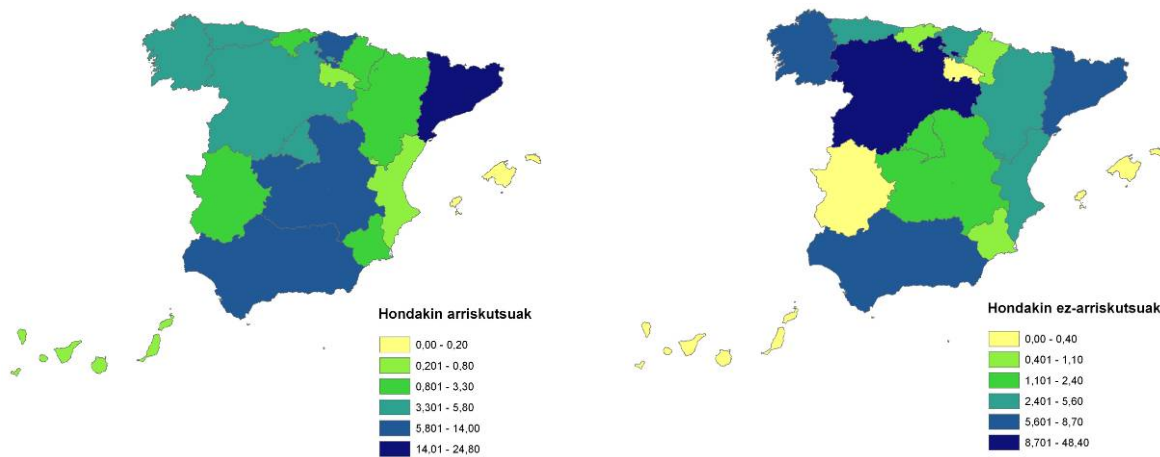 Hondakin arriskutsuak
0,00 - 0,20
0,201 - 0,80
0,801 - 3,30
3,301 - 5,80
5,801 - 14,00
14,01 - 24,80
Hondakin ez-arriskutsuak
0,00 - 0,40
0,401 - 1,10
1,101 - 2,40
2,401 - 5,60
5,601 - 8,70
8,701 - 48,40